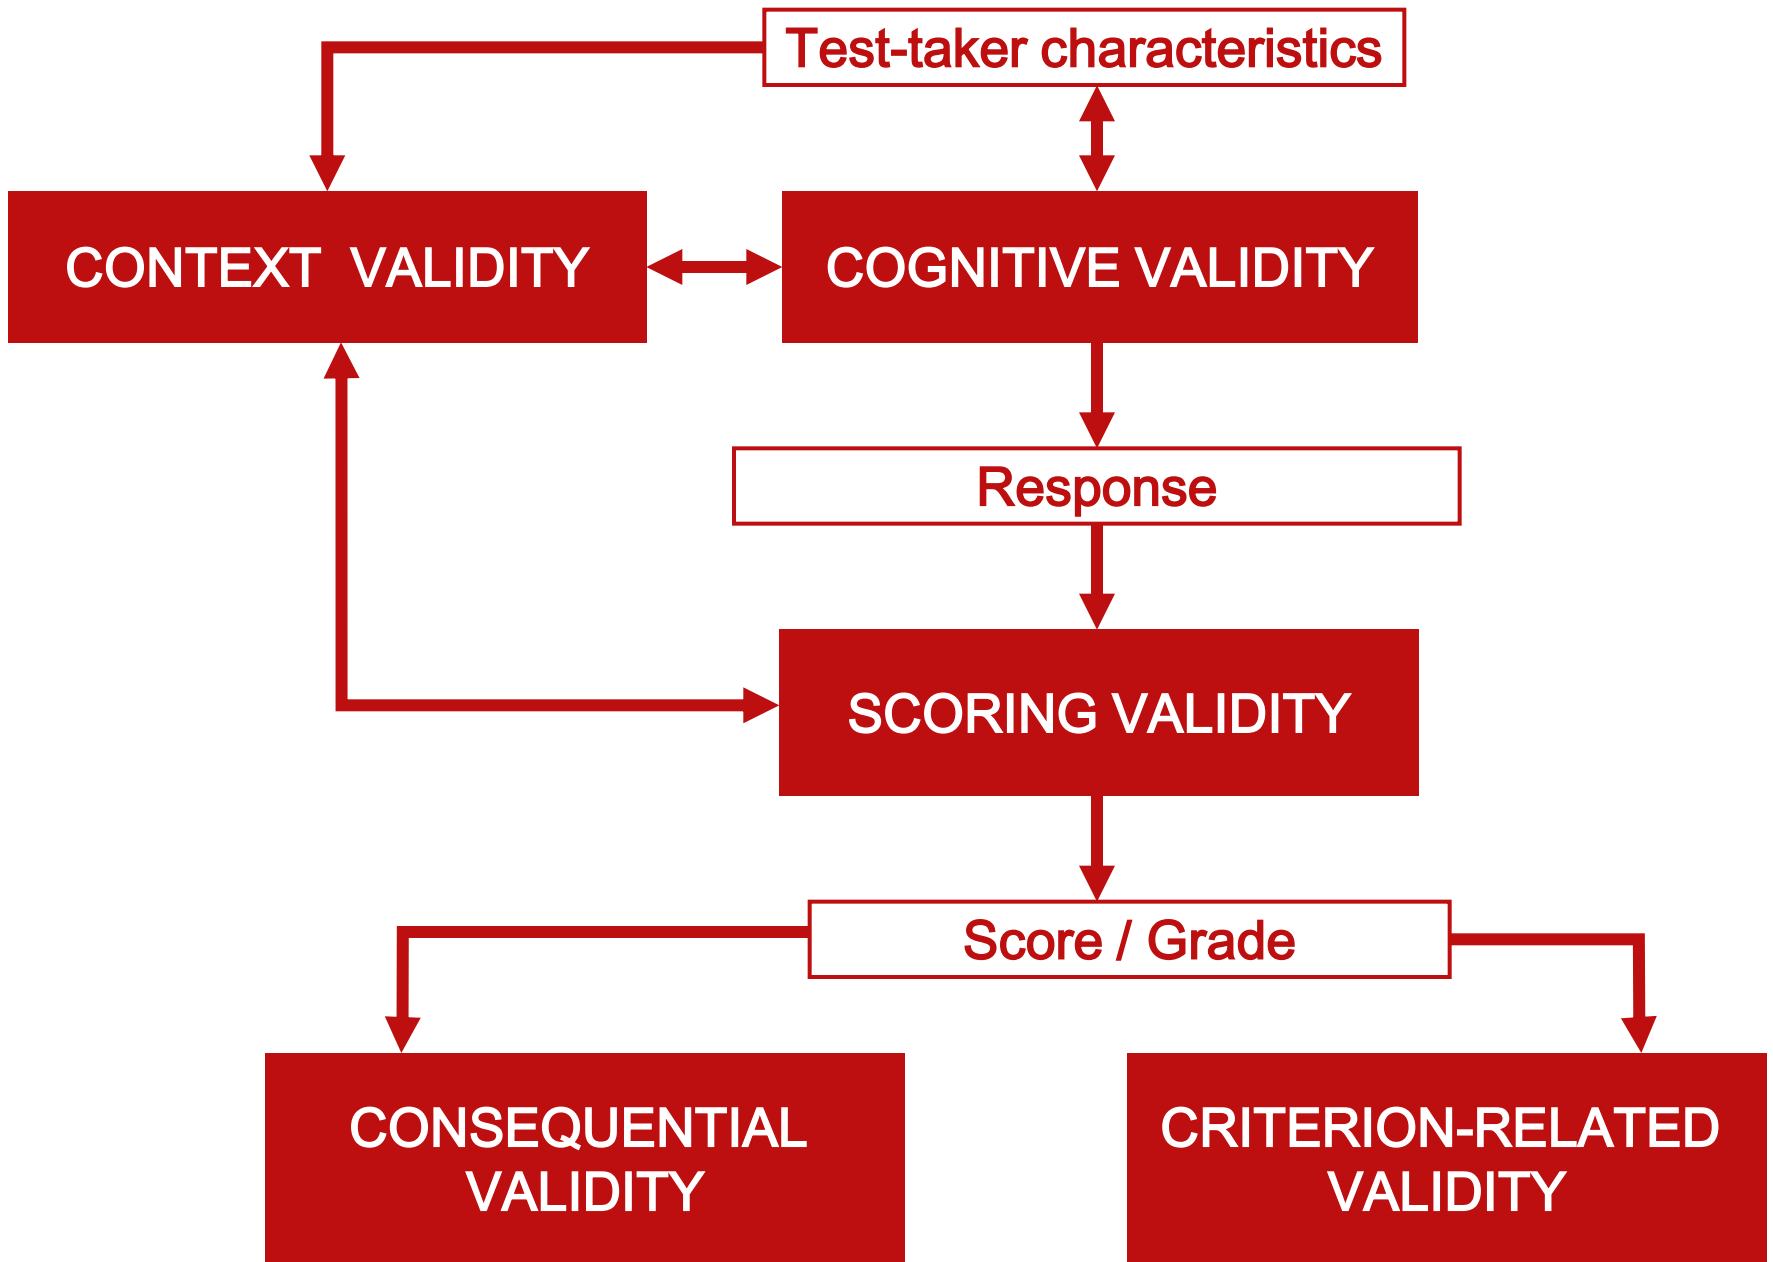 Test-taker characteristics
CONTEXT  VALIDITY
COGNITIVE VALIDITY
Response
SCORING VALIDITY
Score / Grade
CONSEQUENTIAL
VALIDITY
CRITERION-RELATED
VALIDITY